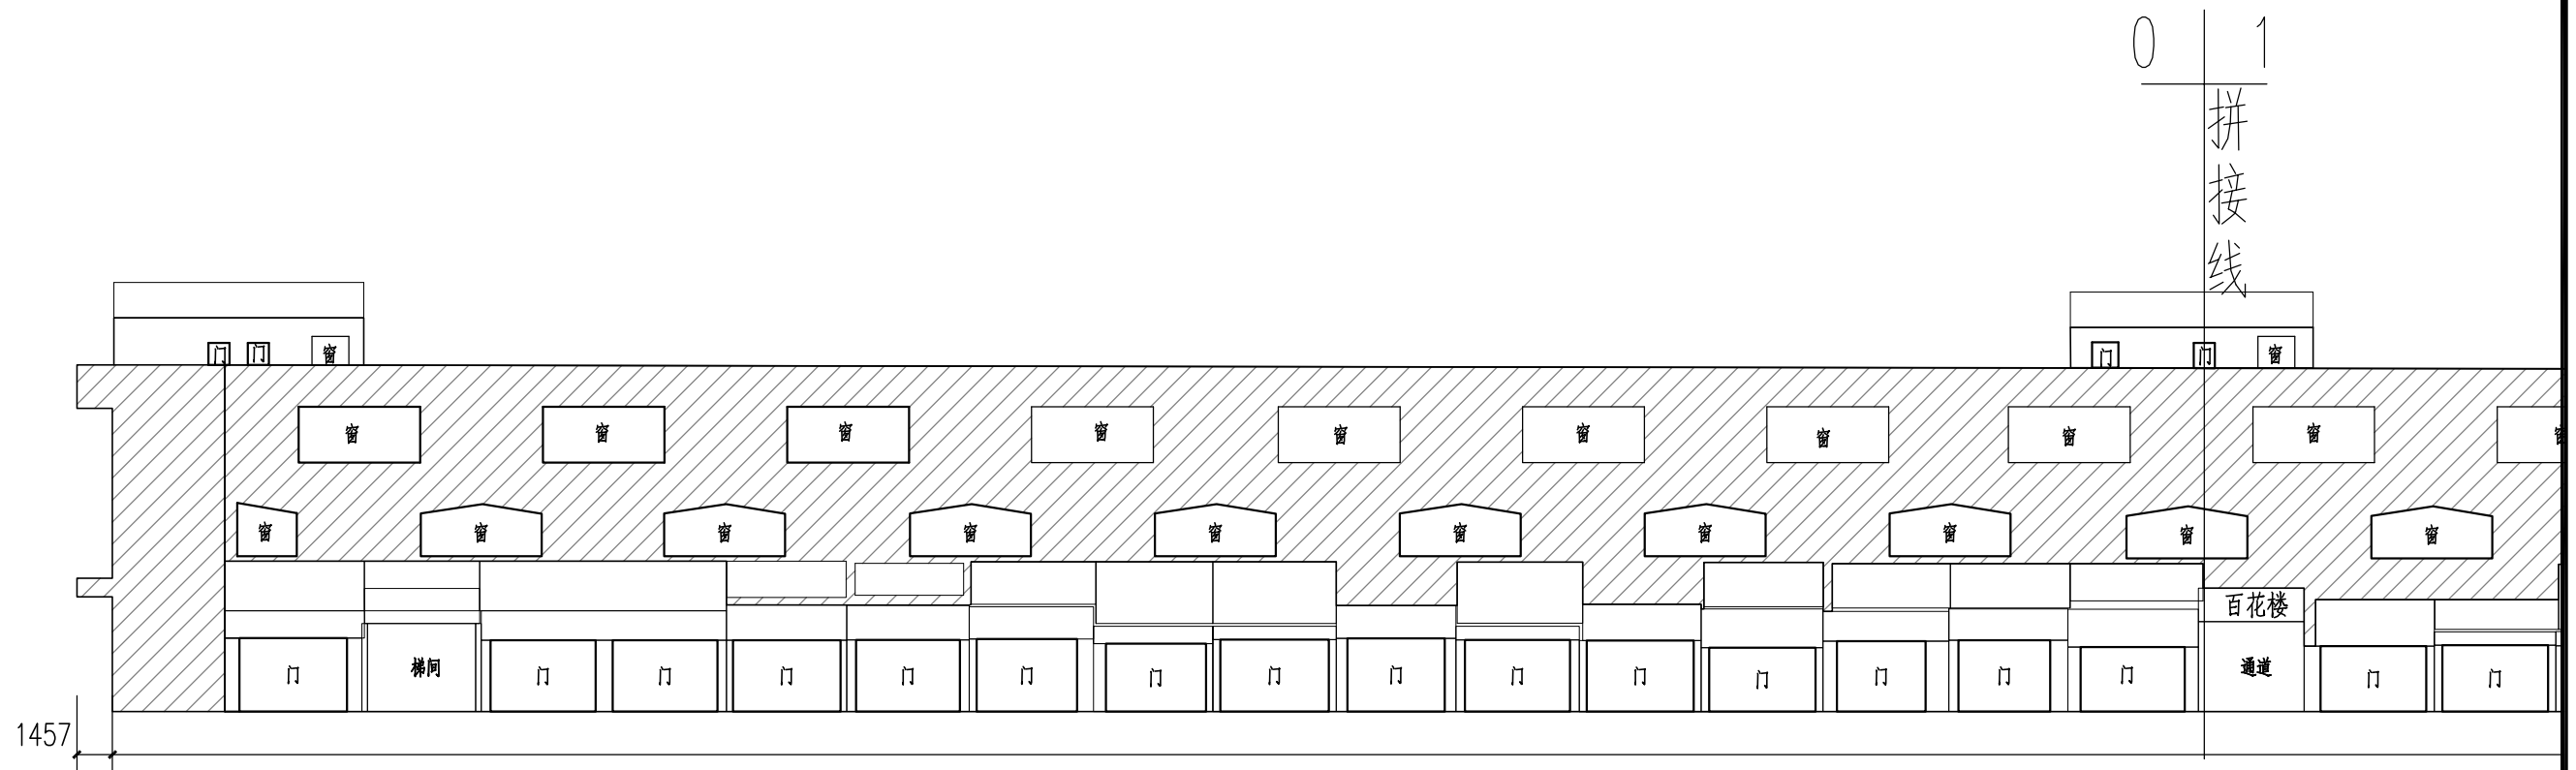 0 1
拼接线
门 门 窗 门 门 窗
窗 窗 窗 窗 窗 窗 窗 窗 窗 窗
窗 窗 窗 窗 窗 窗 窗 窗 窗 窗
百花楼
门 梯间 门 门 门 门 门 门 门 门 门 门 门 门 门 门 通道 门 门
1457